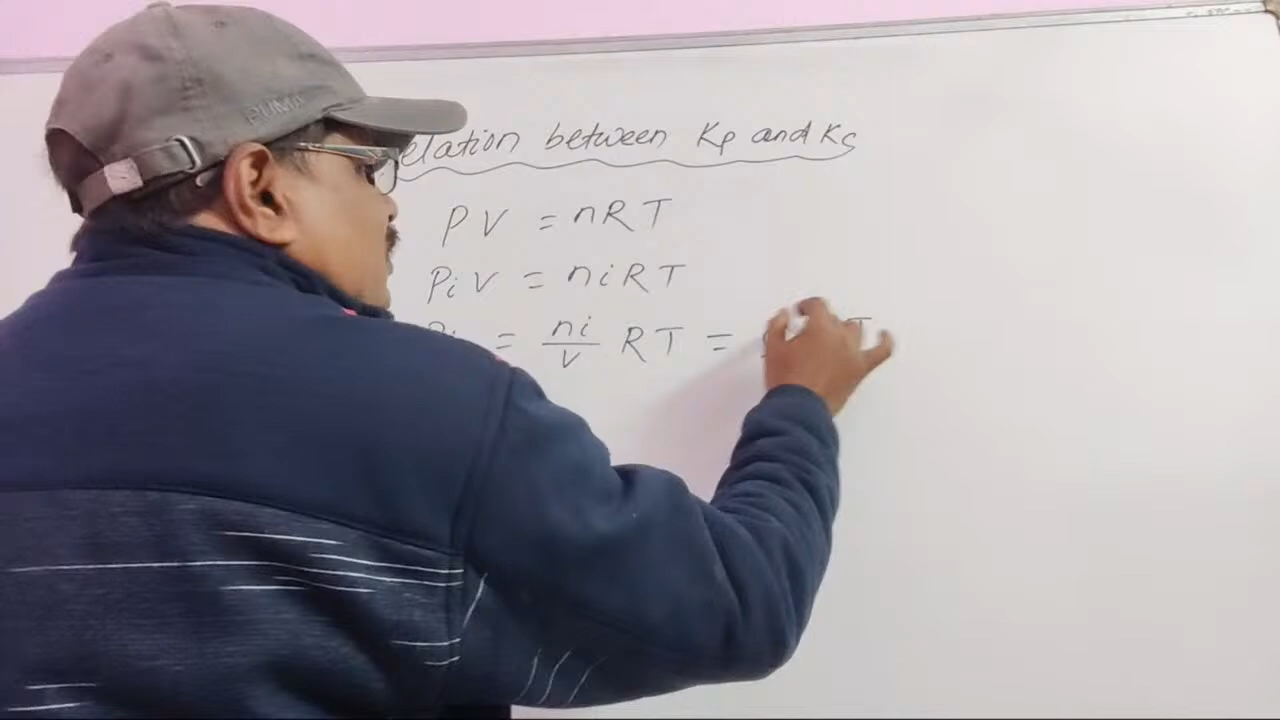 PUMA
elation between Kp and Kc
PV = nRT
PiV = niRT
= ni/V RT =